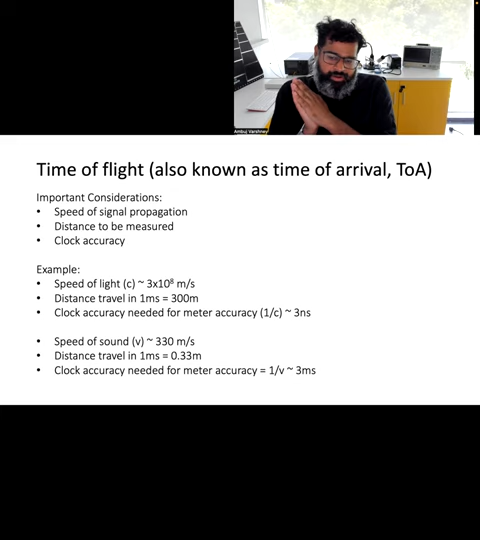 Ambuj Varshney
Time of flight (also known as time of arrival, ToA)
Important Considerations:
• Speed of signal propagation
• Distance to be measured
• Clock accuracy
Example:
• Speed of light (c) ~ 3x10⁸ m/s
• Distance travel in 1ms = 300m
• Clock accuracy needed for meter accuracy (1/c) ~ 3ns
• Speed of sound (v) ~ 330 m/s
• Distance travel in 1ms = 0.33m
• Clock accuracy needed for meter accuracy = 1/v ~ 3ms